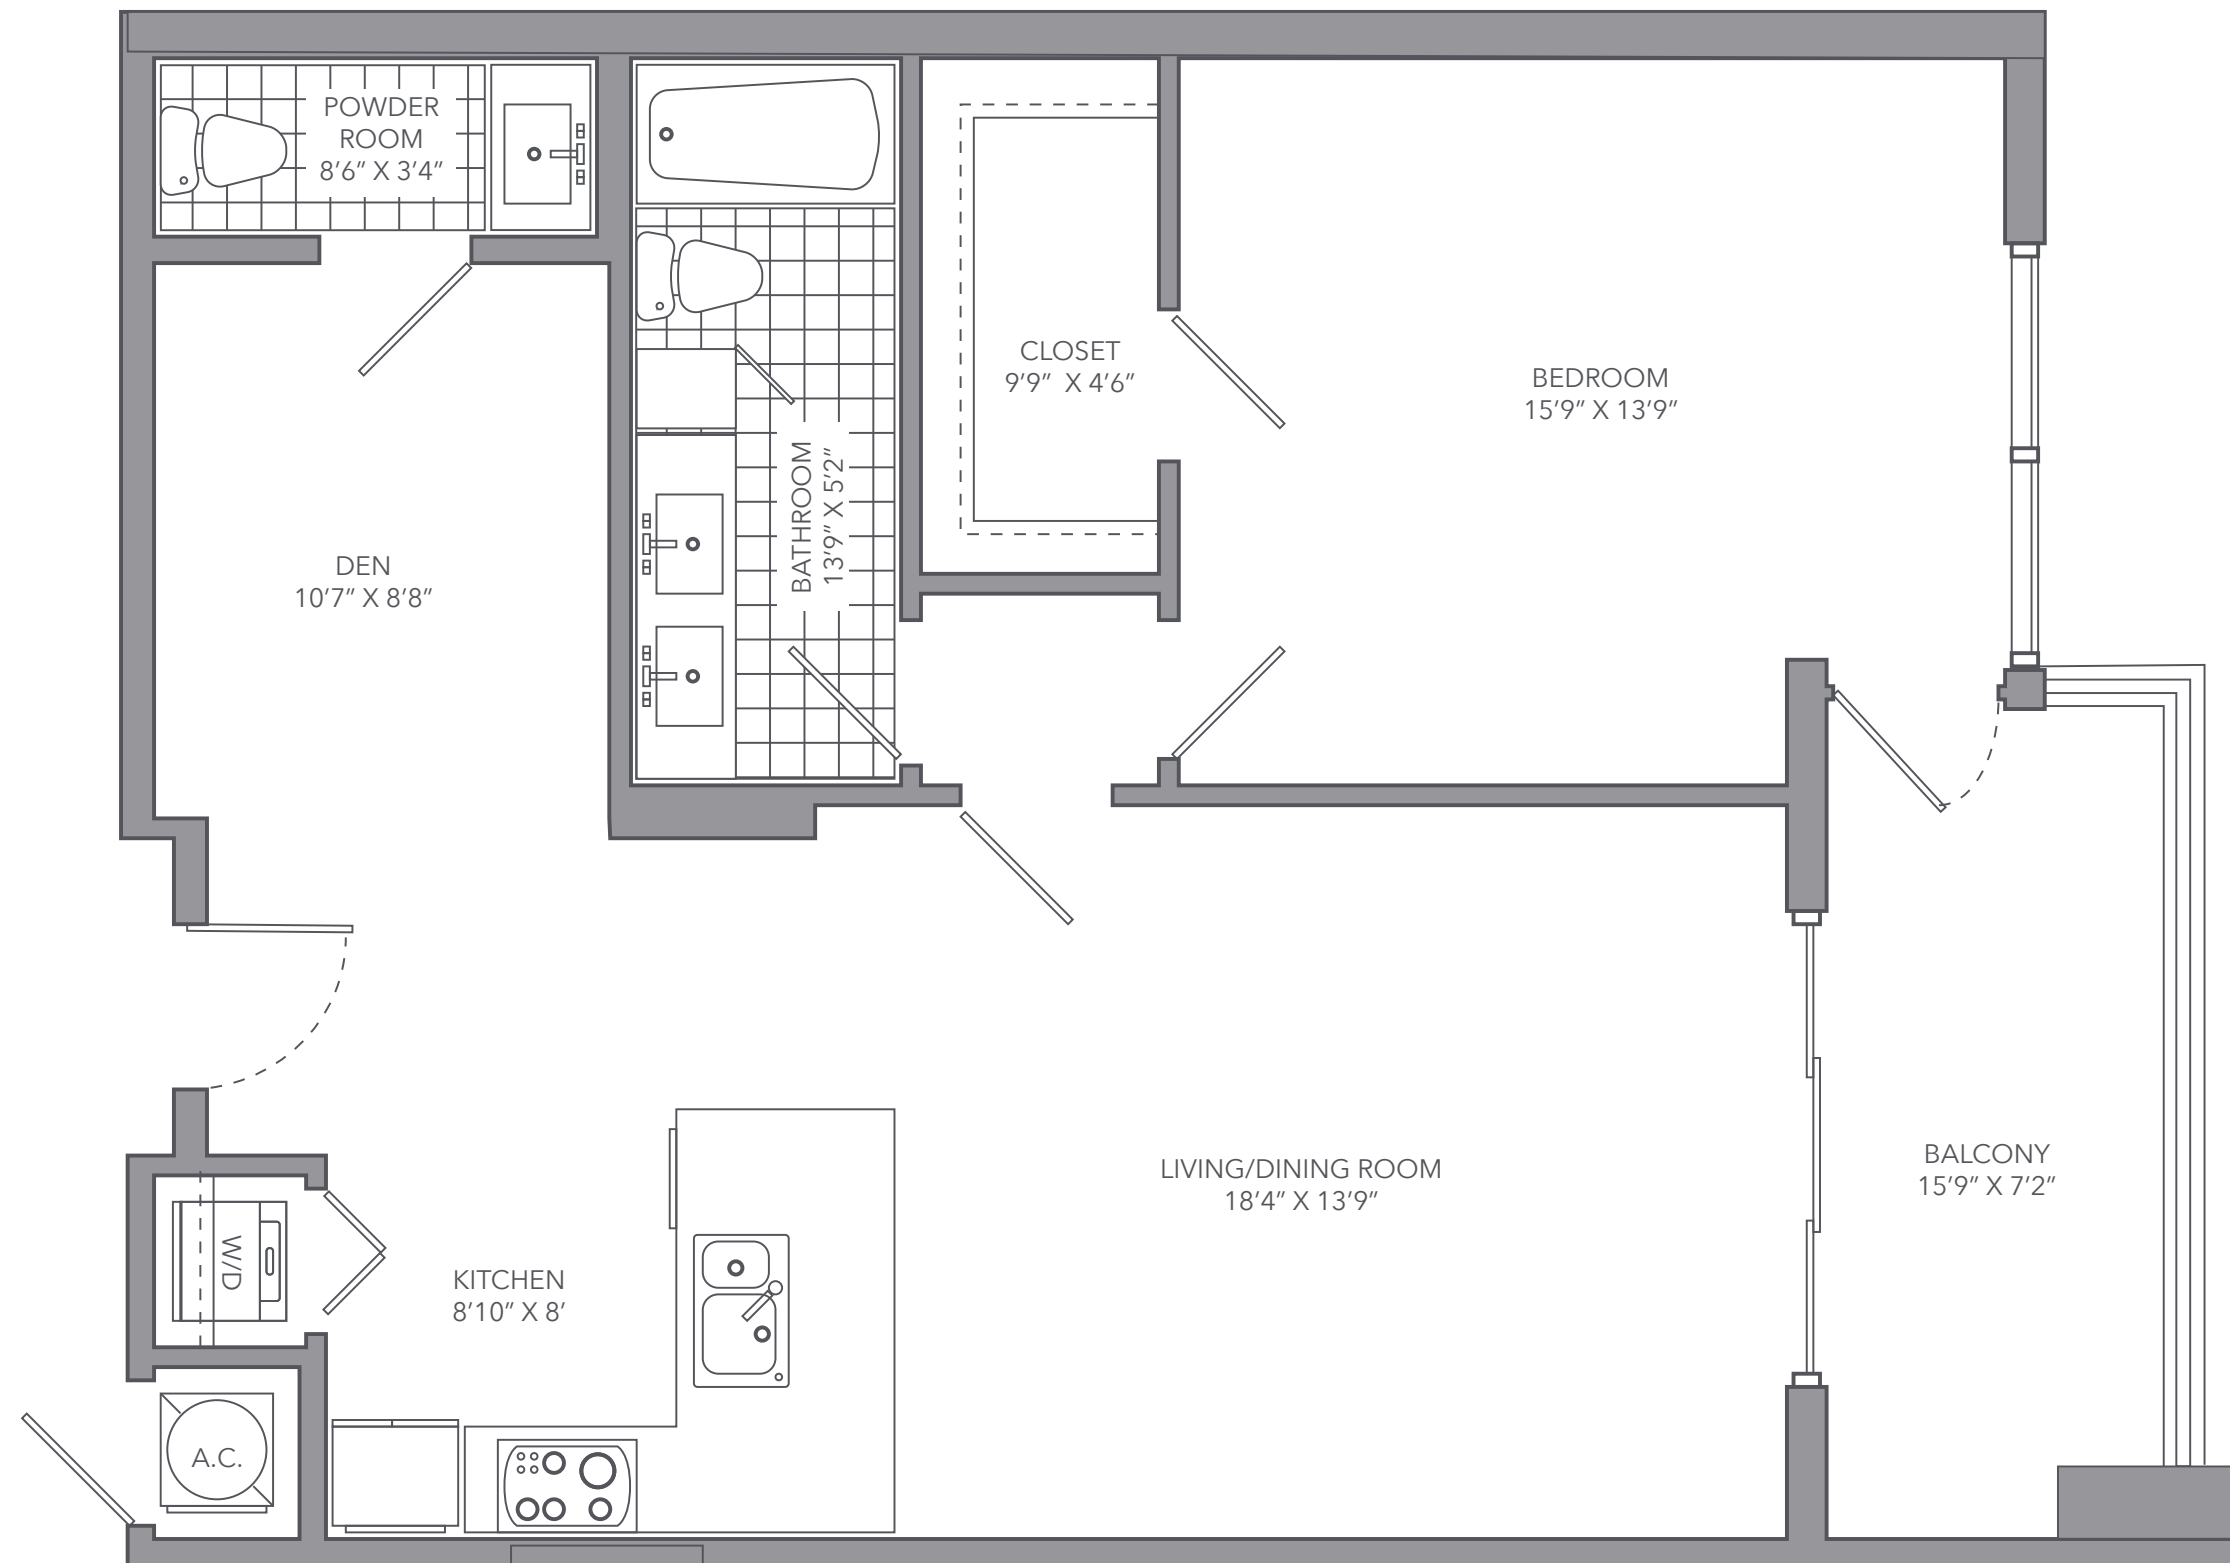 POWDER
ROOM
8’6” X 3’4”
CLOSET
9’9” X 4’6”
BEDROOM
15’9” X 13’9”
BATHROOM
13’9” X 5’2”
DEN
10’7” X 8’8”
LIVING/DINING ROOM
18’4” X 13’9”
BALCONY
15’9” X 7’2”
W/D
KITCHEN
8’10” X 8’
A.C.